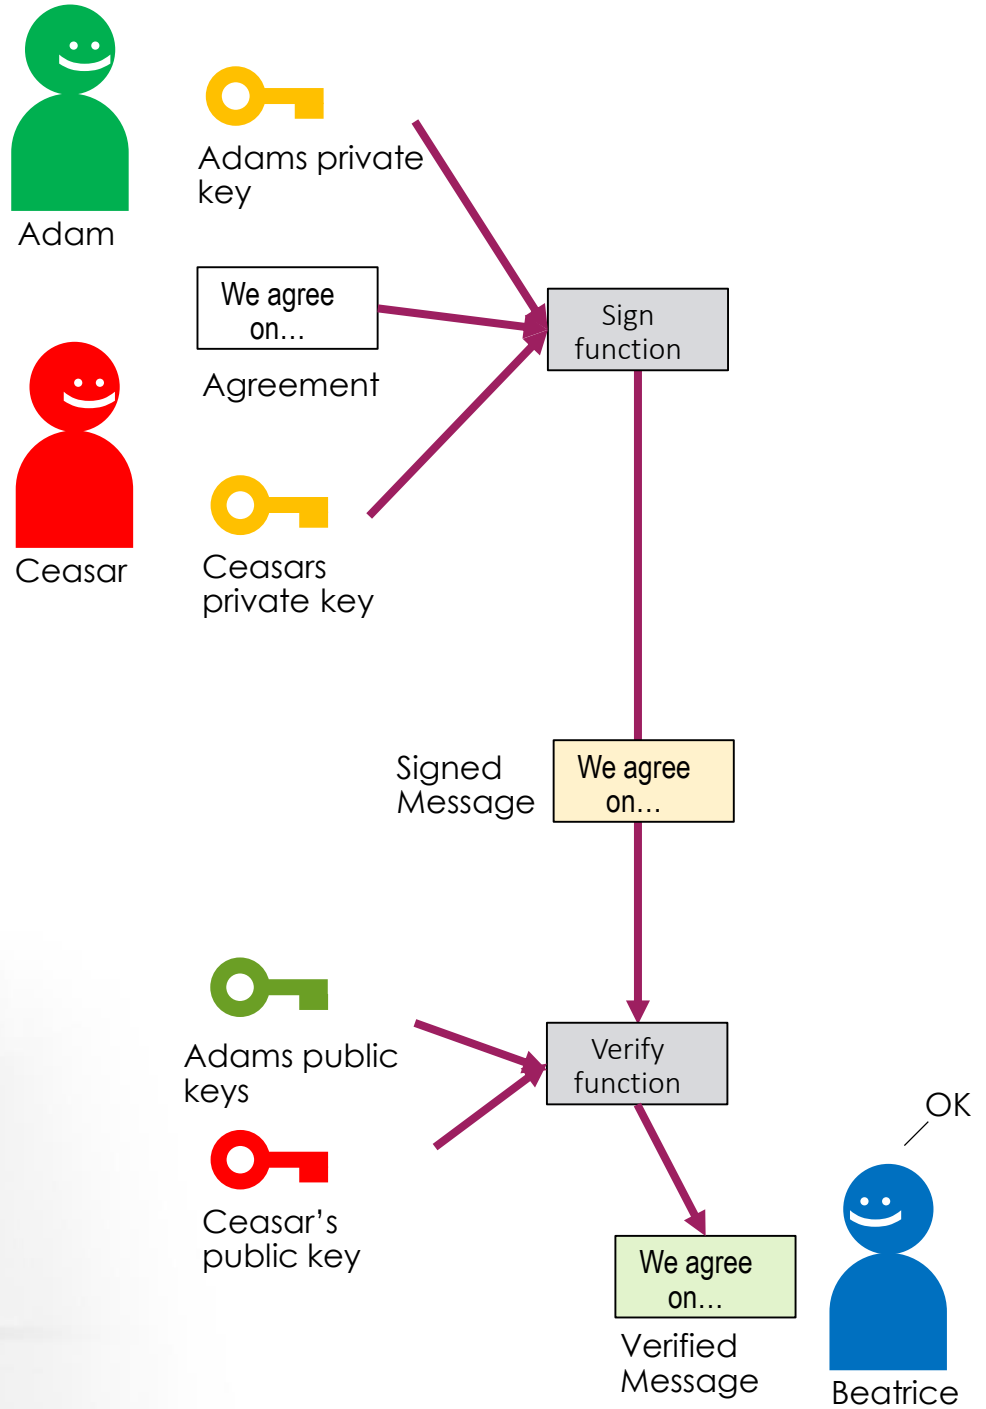 Adams private
key
Adam
We agree
on...
Sign
function
Agreement
Ceasar
Ceasars
private key
Signed
Message
We agree
on...
Adams public
keys
Verify
function
OK
Ceasar's
public key
We agree
on...
Verified
Message
Beatrice